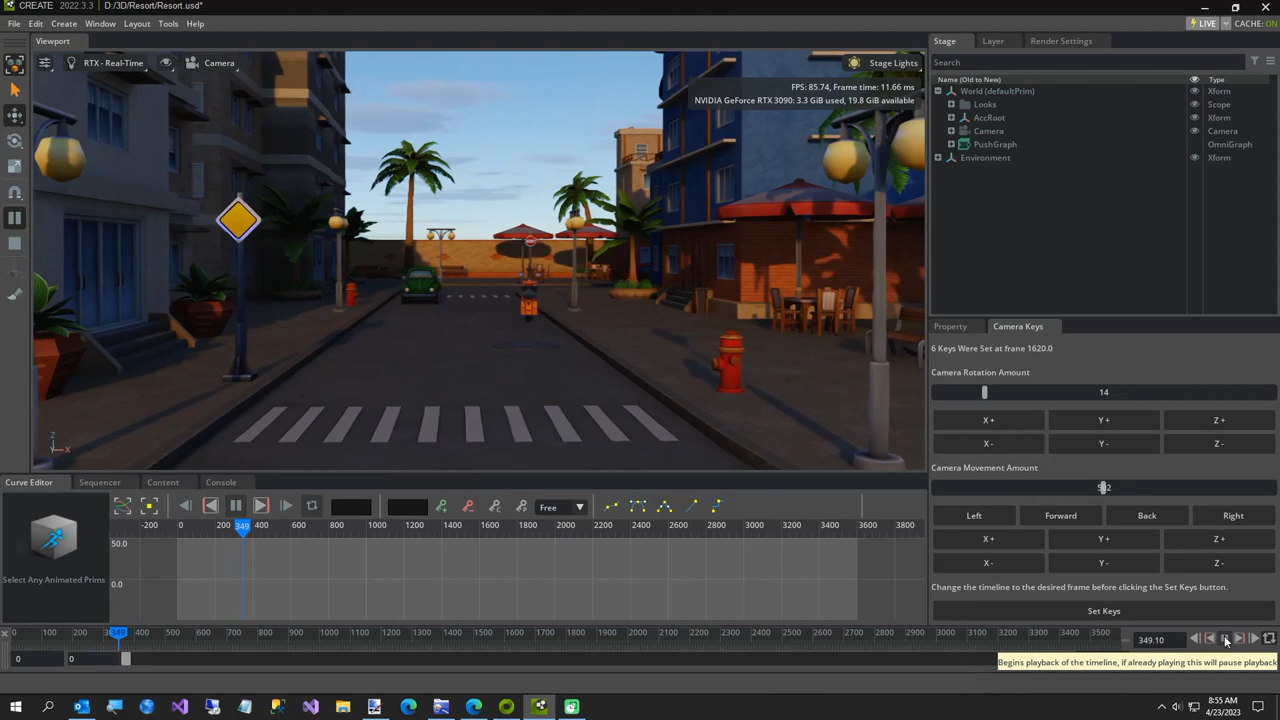 CREATE 2022.3.3 D:/3D/Resort/Resort.usd*
File Edit Create Window Layout Tools Help
LIVE CACHE: ON
Viewport
RTX - Real-Time Camera Stage Lights
FPS: 85.74, Frame time: 11.66 ms
NVIDIA GeForce RTX 3090: 3.3 GiB used, 19.8 GiB available
Z
X
Stage Layer Render Settings
Search
Name (Old to New) Type
World (defaultPrim) Xform
Looks Scope
AccRoot Xform
Camera Camera
PushGraph OmniGraph
Environment Xform
Property Camera Keys
6 Keys Were Set at frane 1620.0
Camera Rotation Amount
14
X + Y + Z +
X - Y - Z -
Camera Movement Amount
Left Forward Back Right
X + Y + Z +
X - Y - Z -
Change the timeline to the desired frame before clicking the Set Keys button.
Set Keys
Curve Editor Sequencer Content Console
Free
-200 0 200 349 400 600 800 1000 1200 1400 1600 1800 2000 2200 2400 2600 2800 3000 3200 3400 3600 3800
50.0
0.0
Select Any Animated Prims
0 100 200 349 400 500 600 700 800 900 1000 1100 1200 1300 1400 1500 1600 1700 1800 1900 2000 2100 2200 2300 2400 2500 2600 2700 2800 2900 3000 3100 3200 3300 3400 3500
349.10
0 0
Begins playback of the timeline, if already playing this will pause playback
8:55 AM
4/23/2023